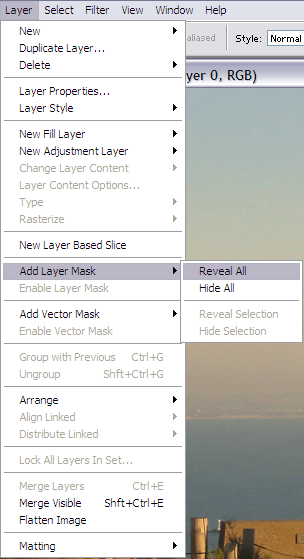 Layer Select Filter View Window Help
aliased Style: Normal
yer 0, RGB)
New
Duplicate Layer...
Delete
Layer Properties...
Layer Style
New Fill Layer
New Adjustment Layer
Change Layer Content
Layer Content Options...
Type
Rasterize
New Layer Based Slice
Add Layer Mask
Enable Layer Mask
Reveal All
Hide All
Reveal Selection
Hide Selection
Add Vector Mask
Enable Vector Mask
Group with Previous Ctrl+G
Ungroup Shft+Ctrl+G
Arrange
Align Linked
Distribute Linked
Lock All Layers In Set...
Merge Layers Ctrl+E
Merge Visible Shft+Ctrl+E
Flatten Image
Matting